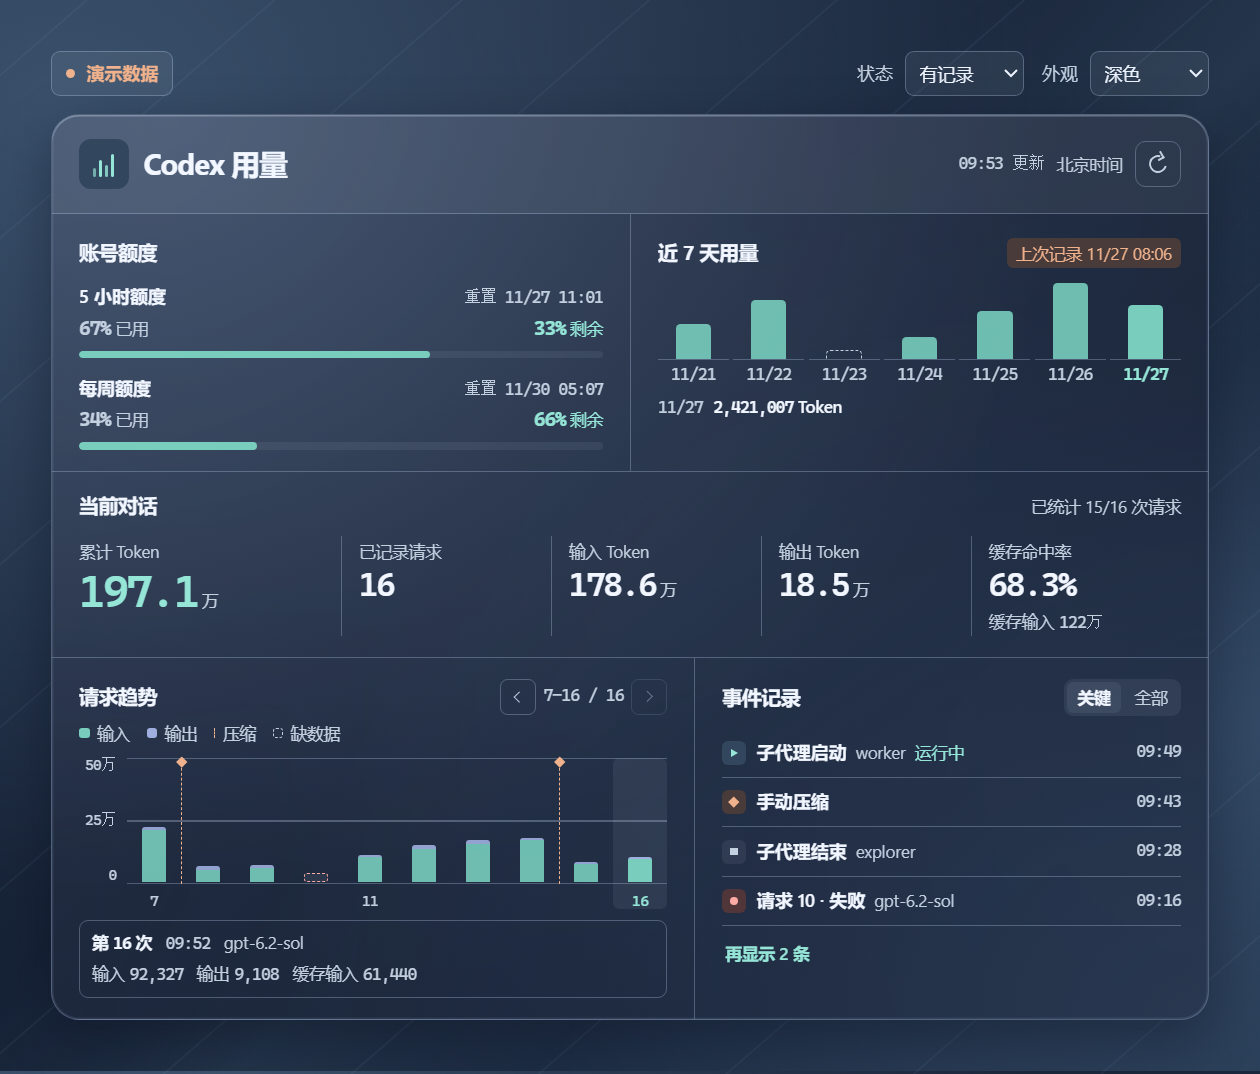 演示数据
状态 有记录 外观 深色
Codex 用量
09:53 更新 北京时间
账号额度
5 小时额度 重置 11/27 11:01
67% 已用 33% 剩余
每周额度 重置 11/30 05:07
34% 已用 66% 剩余
近 7 天用量 上次记录 11/27 08:06
11/21 11/22 11/23 11/24 11/25 11/26 11/27
11/27 2,421,007 Token
当前对话 已统计 15/16 次请求
累计 Token
197.1万
已记录请求
16
输入 Token
178.6万
输出 Token
18.5万
缓存命中率
68.3%
缓存输入 122万
请求趋势 7–16 / 16
输入 输出 压缩 缺数据
50万
25万
0
7 11 16
第 16 次 09:52 gpt-6.2-sol
输入 92,327 输出 9,108 缓存输入 61,440
事件记录 关键 全部
子代理启动 worker 运行中 09:49
手动压缩 09:43
子代理结束 explorer 09:28
请求 10 · 失败 gpt-6.2-sol 09:16
再显示 2 条